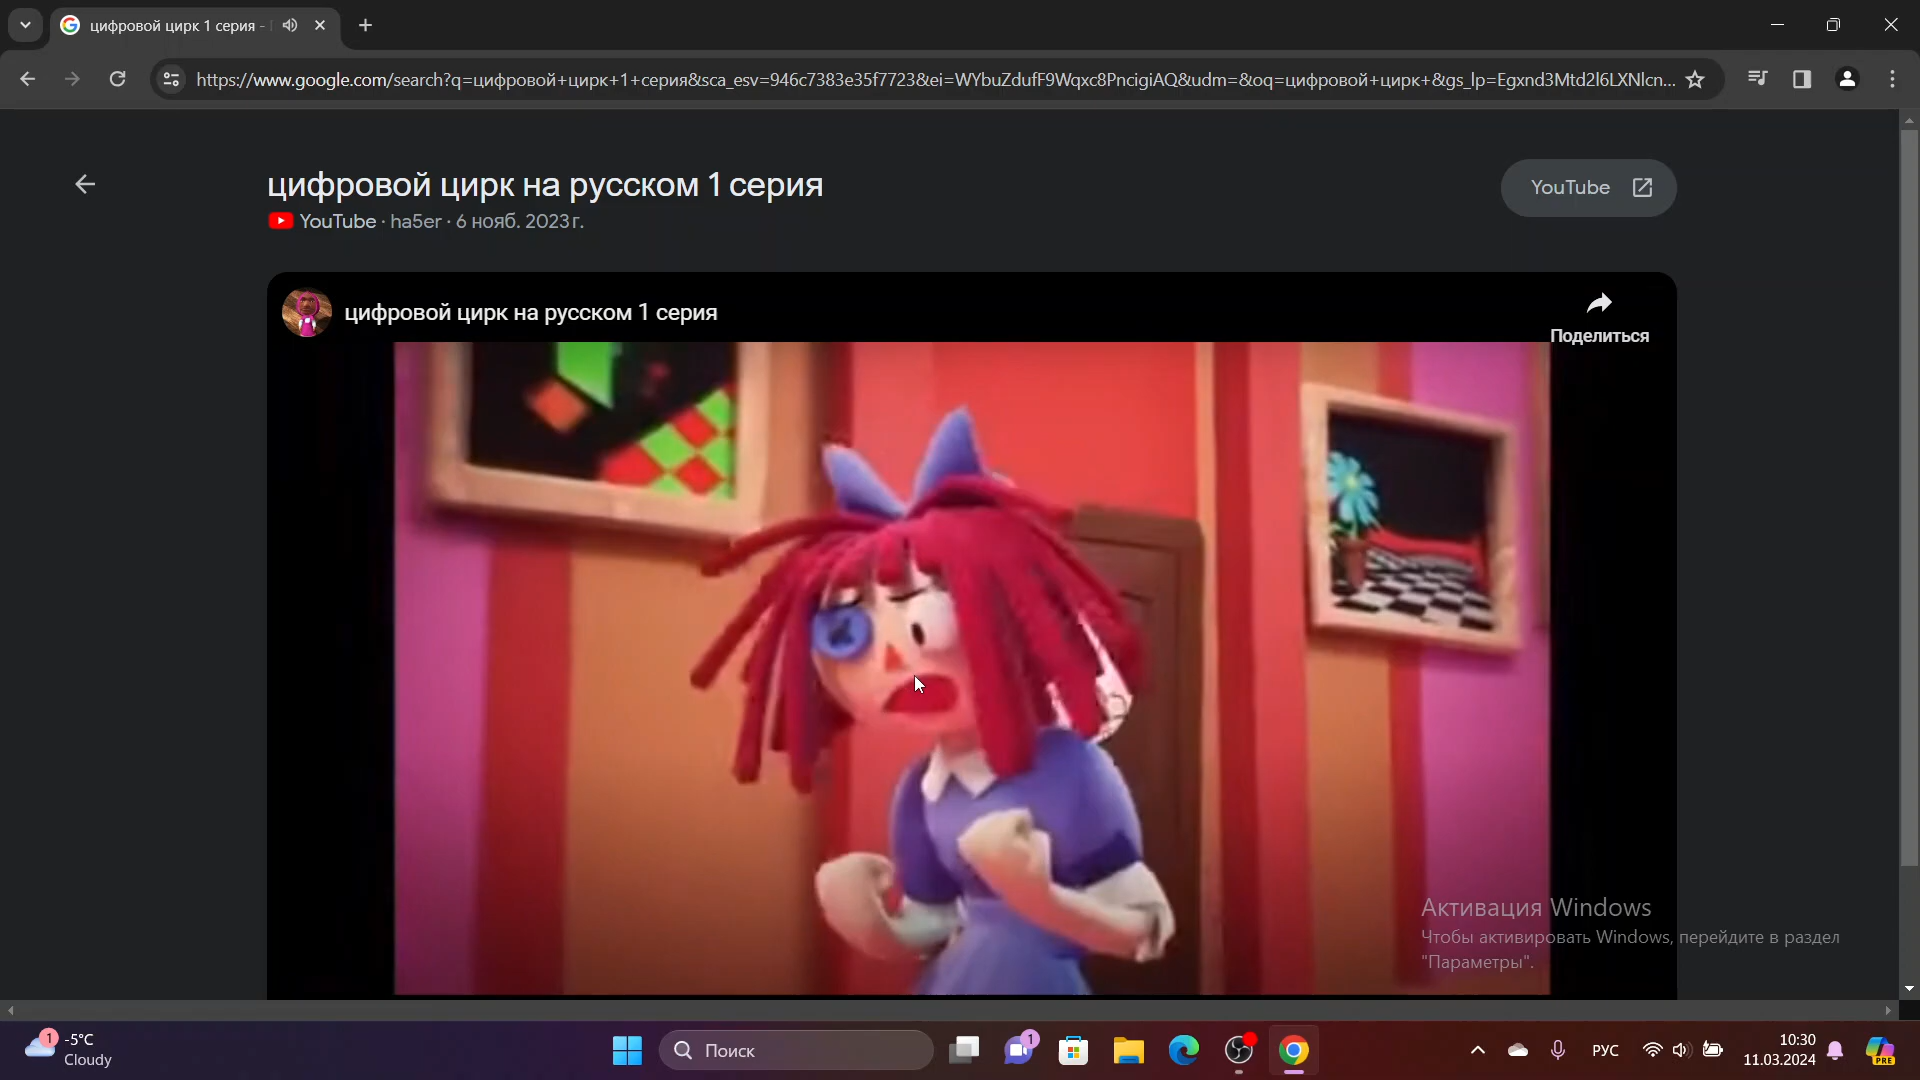 цифровой цирк 1 серия -
https://www.google.com/search?q=цифровой+цирк+1+серия&sca_esv=946c7383e35f7723&ei=WYbuZdufF9Wqxc8PncigiAQ&udm=&oq=цифровой+цирк+&gs_lp=Egxnd3Mtd2l6LXNlcn...
цифровой цирк на русском 1 серия
YouTube
YouTube · ha5er · 6 нояб. 2023 г.
цифровой цирк на русском 1 серия
Поделиться
Активация Windows
Чтобы активировать Windows, перейдите в раздел
"Параметры".
1
-5°C
Cloudy
Поиск
1
РУС
10:30
11.03.2024
PRE